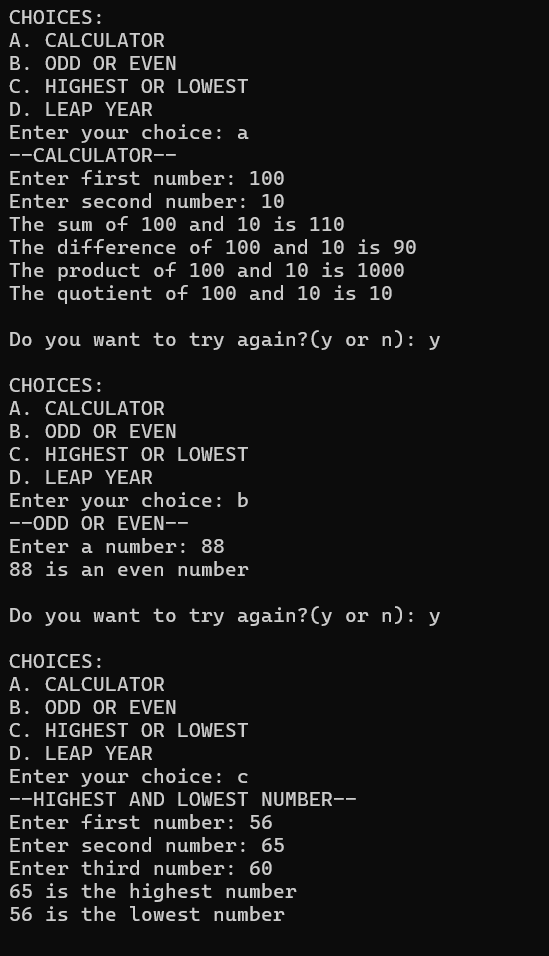 CHOICES:
A. CALCULATOR
B. ODD OR EVEN
C. HIGHEST OR LOWEST
D. LEAP YEAR
Enter your choice: a
--CALCULATOR--
Enter first number: 100
Enter second number: 10
The sum of 100 and 10 is 110
The difference of 100 and 10 is 90
The product of 100 and 10 is 1000
The quotient of 100 and 10 is 10
Do you want to try again?(y or n): y
CHOICES:
A. CALCULATOR
B. ODD OR EVEN
C. HIGHEST OR LOWEST
D. LEAP YEAR
Enter your choice: b
--ODD OR EVEN--
Enter a number: 88
88 is an even number
Do you want to try again?(y or n): y
CHOICES:
A. CALCULATOR
B. ODD OR EVEN
C. HIGHEST OR LOWEST
D. LEAP YEAR
Enter your choice: c
--HIGHEST AND LOWEST NUMBER--
Enter first number: 56
Enter second number: 65
Enter third number: 60
65 is the highest number
56 is the lowest number